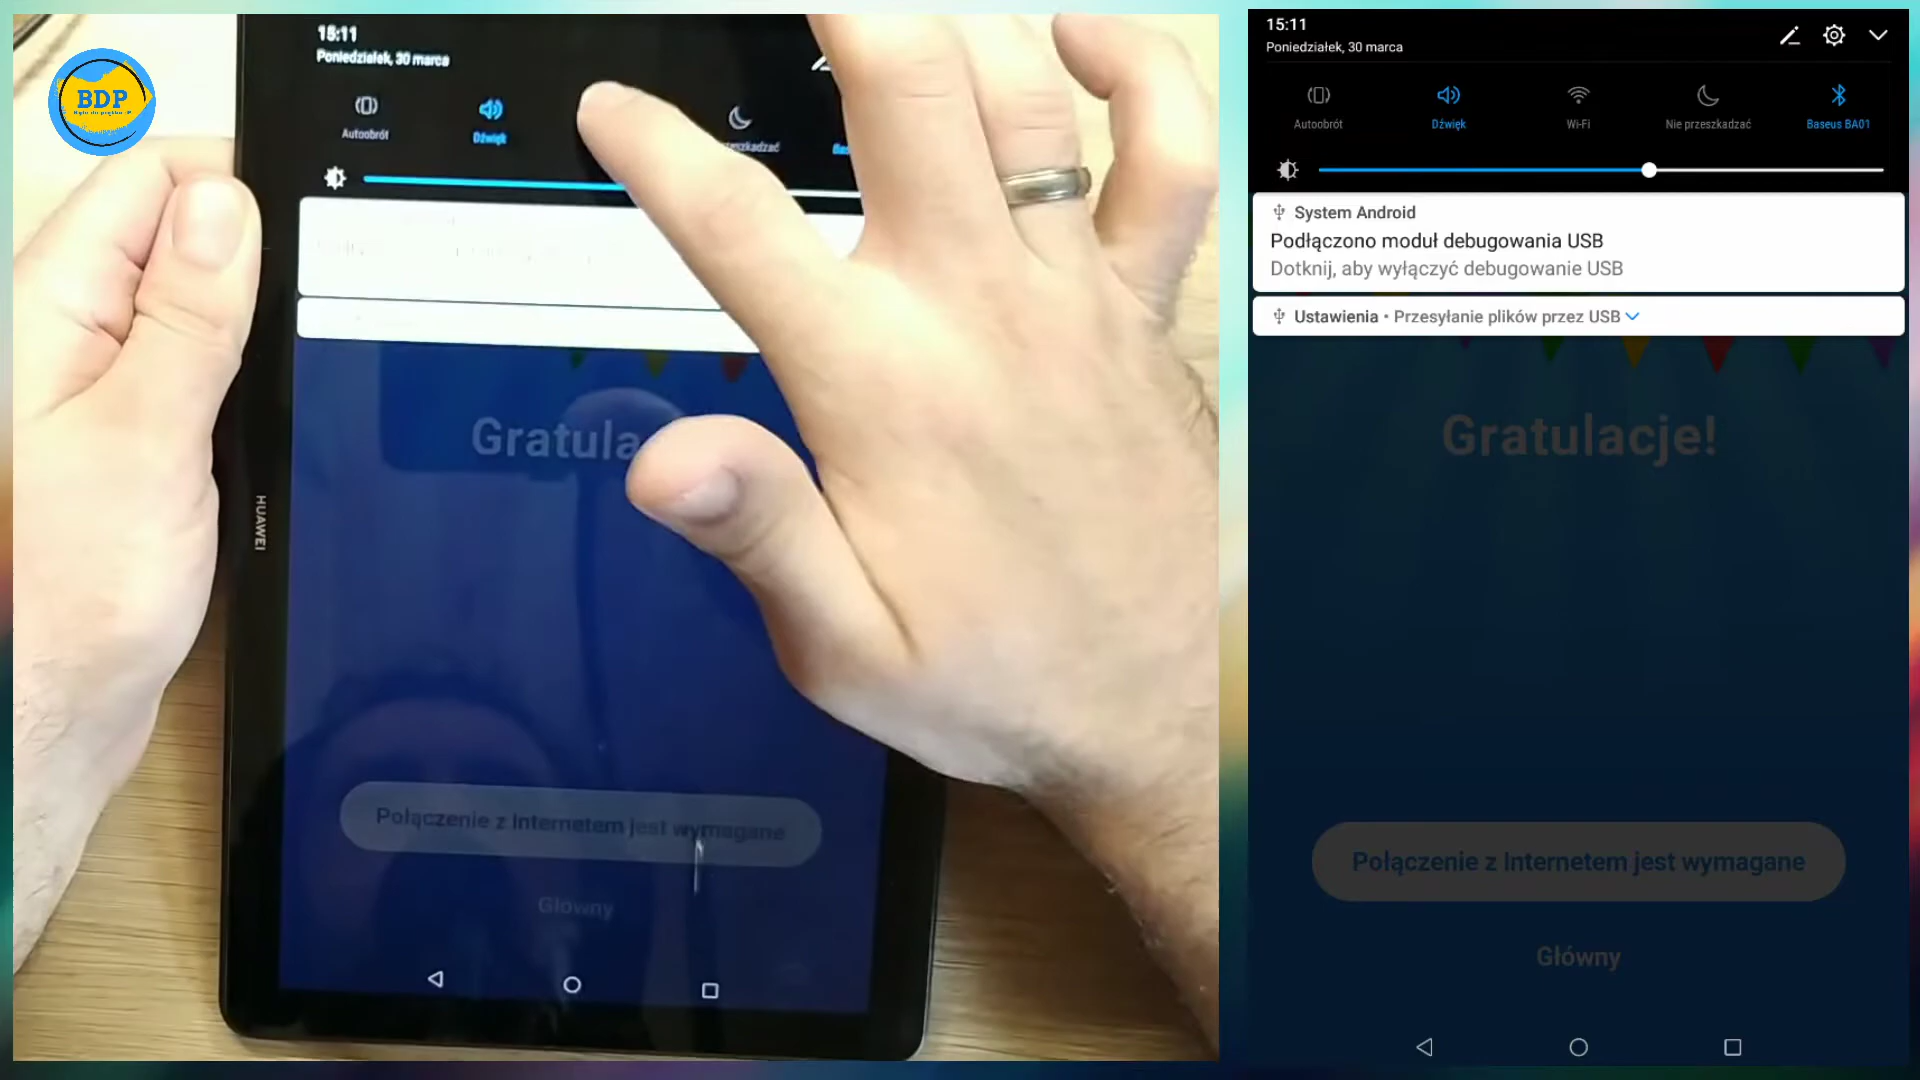 BDP
15:11
Poniedziałek, 30 marca
Autoobrót
Dźwięk
HUAWEI
Gratula
Połączenie z Internetem jest wymagane
Główny
15:11
Poniedziałek, 30 marca
Autoobrót
Dźwięk
Wi-Fi
Nie przeszkadzać
Baseus BA01
System Android
Podłączono moduł debugowania USB
Dotknij, aby wyłączyć debugowanie USB
Ustawienia • Przesyłanie plików przez USB
Gratulacje!
Połączenie z Internetem jest wymagane
Główny